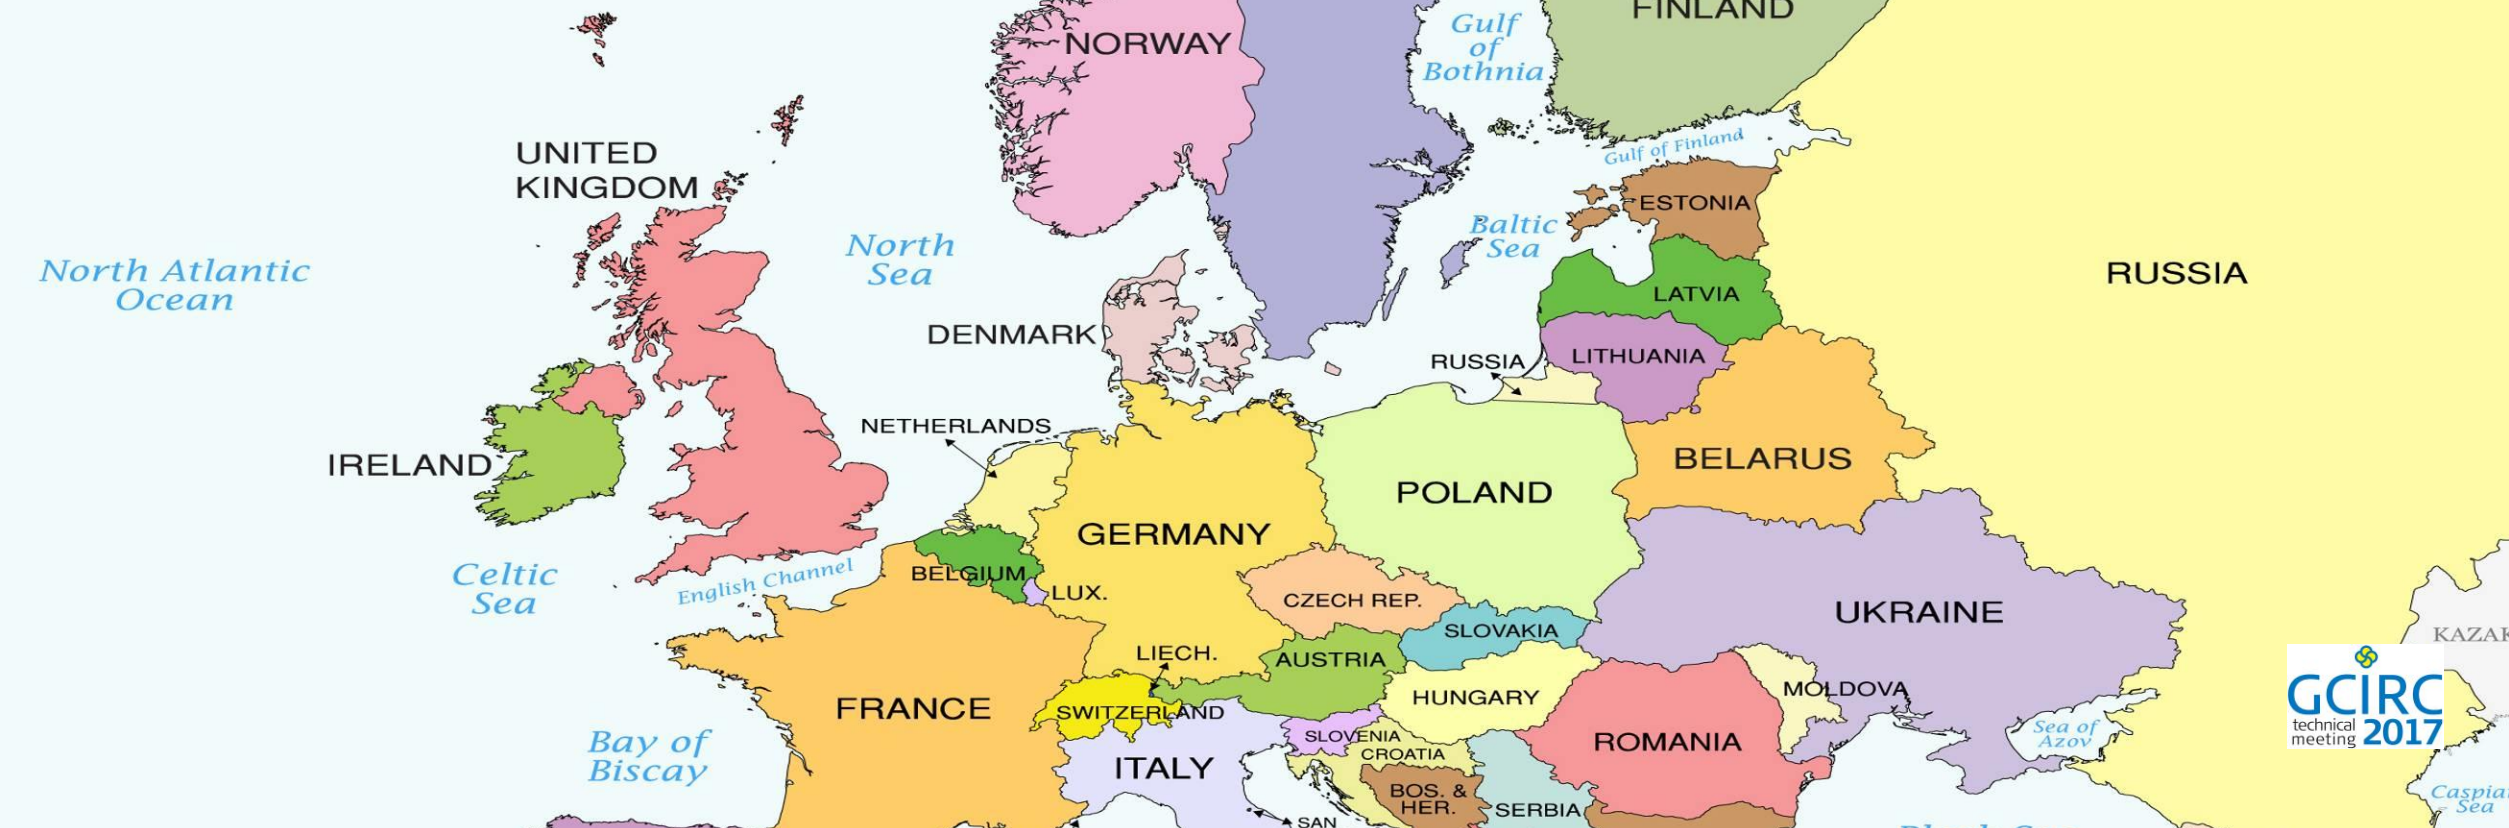 FINLAND
Gulf
of
Bothnia
NORWAY
UNITED
KINGDOM
Gulf of Finland
ESTONIA
Baltic
Sea
North
Sea
North Atlantic
Ocean
RUSSIA
LATVIA
DENMARK
LITHUANIA
RUSSIA
NETHERLANDS
IRELAND
BELARUS
POLAND
GERMANY
BELGIUM
Celtic
Sea
English Channel
LUX.
CZECH REP.
UKRAINE
SLOVAKIA
KAZAK
LIECH.
AUSTRIA
MOLDOVA
HUNGARY
FRANCE
SWITZERLAND
GCIRC
technical
meeting 2017
Sea of
Azov
SLOVENIA
CROATIA
ROMANIA
Bay of
Biscay
ITALY
BOS. &
HER.
SERBIA
Caspian
Sea
SAN